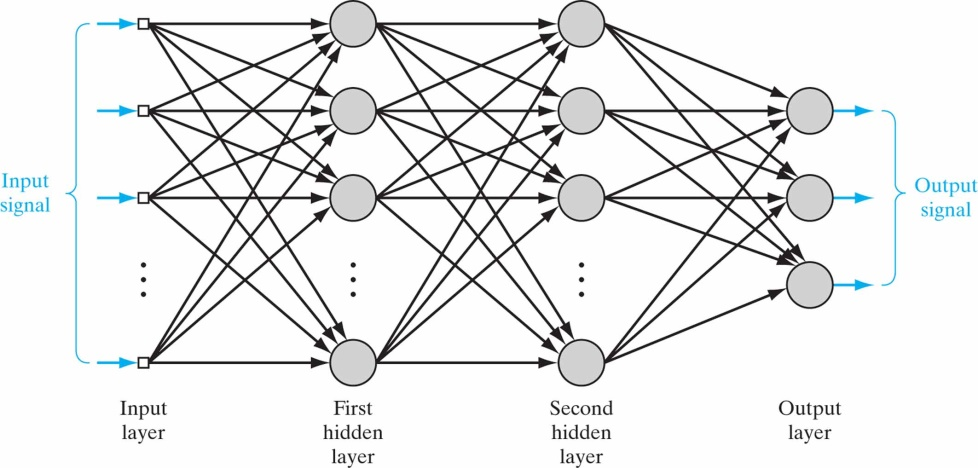 Input
signal
Output
signal
Input
layer
First
hidden
layer
Second
hidden
layer
Output
layer